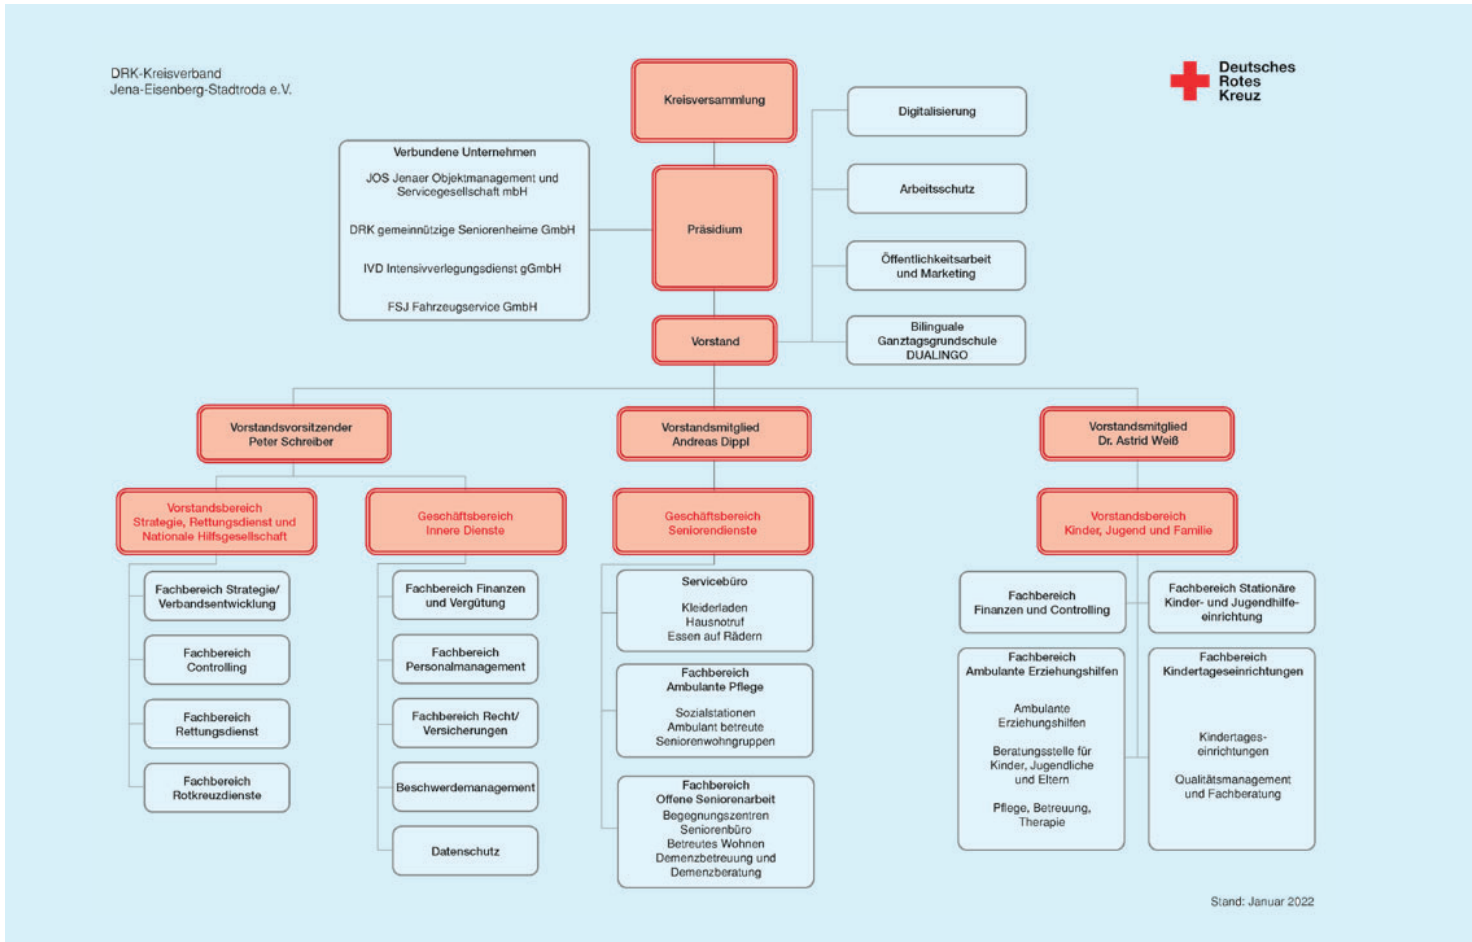 DRK-Kreisverband
Jena-Eisenberg-Stadtroda e.V.
Deutsches
Rotes
Kreuz
Kreisversammlung
Verbundene Unternehmen
JOS Jenaer Objektmanagement und
Servicegesellschaft mbH
DRK gemeinnützige Seniorenheime GmbH
IVD Intensivverlegungsdienst gGmbH
FSJ Fahrzeugservice GmbH
Präsidium
Vorstand
Digitalisierung
Arbeitsschutz
Öffentlichkeitsarbeit
und Marketing
Bilinguale
Ganztagsgrundschule
DUALINGO
Vorstandsvorsitzender
Peter Schreiber
Vorstandsmitglied
Andreas Dippl
Vorstandsmitglied
Dr. Astrid Weiß
Vorstandsbereich
Strategie, Rettungsdienst und
Nationale Hilfsgesellschaft
Geschäftsbereich
Innere Dienste
Geschäftsbereich
Seniorendienste
Vorstandsbereich
Kinder, Jugend und Familie
Fachbereich Strategie/
Verbandsentwicklung
Fachbereich
Controlling
Fachbereich
Rettungsdienst
Fachbereich
Rotkreuzdienste
Fachbereich Finanzen
und Vergütung
Fachbereich
Personalmanagement
Fachbereich Recht/
Versicherungen
Beschwerdemanagement
Datenschutz
Servicebüro
Kleiderladen
Hausnotruf
Essen auf Rädern
Fachbereich
Ambulante Pflege
Sozialstationen
Ambulant betreute
Seniorenwohngruppen
Fachbereich
Offene Seniorenarbeit
Begegnungszentren
Seniorenbüro
Betreutes Wohnen
Demenzbetreuung und
Demenzberatung
Fachbereich
Finanzen und Controlling
Fachbereich Stationäre
Kinder- und Jugendhilfe-
einrichtung
Fachbereich
Ambulante Erziehungshilfen
Ambulante
Erziehungshilfen
Beratungsstelle für
Kinder, Jugendliche
und Eltern
Pflege, Betreuung,
Therapie
Fachbereich
Kindertageseinrichtungen
Kindertages-
einrichtungen
Qualitätsmanagement
und Fachberatung
Stand: Januar 2022